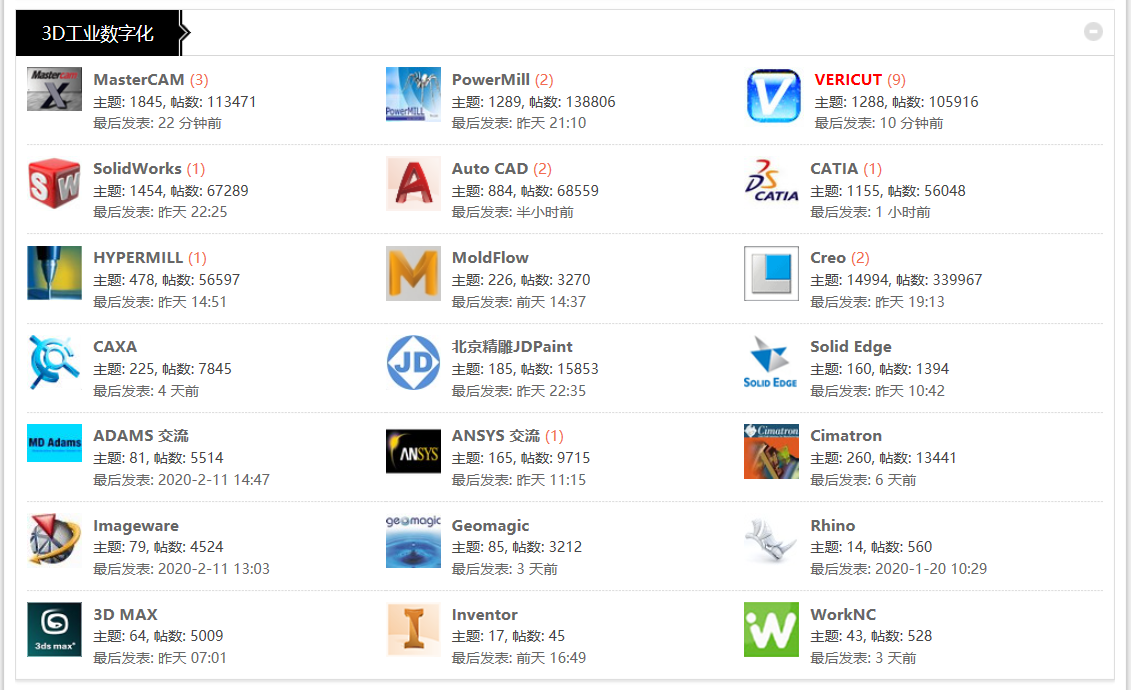 3D工业数字化
Mastercam
X
MasterCAM (3)
主题: 1845, 帖数: 113471
最后发表: 22 分钟前
PowerMILL
PowerMill (2)
主题: 1289, 帖数: 138806
最后发表: 昨天 21:10
V
VERICUT (9)
主题: 1288, 帖数: 105916
最后发表: 10 分钟前
SW
SolidWorks (1)
主题: 1454, 帖数: 67289
最后发表: 昨天 22:25
A
Auto CAD (2)
主题: 884, 帖数: 68559
最后发表: 半小时前
CATIA
CATIA (1)
主题: 1155, 帖数: 56048
最后发表: 1 小时前
HYPERMILL (1)
主题: 478, 帖数: 56597
最后发表: 昨天 14:51
M
MoldFlow
主题: 226, 帖数: 3270
最后发表: 前天 14:37
Creo (2)
主题: 14994, 帖数: 339967
最后发表: 昨天 19:13
CAXA
主题: 225, 帖数: 7845
最后发表: 4 天前
JD
北京精雕JDPaint
主题: 185, 帖数: 15853
最后发表: 昨天 22:35
SOLID EDGE
Solid Edge
主题: 160, 帖数: 1394
最后发表: 昨天 10:42
MD Adams
ADAMS 交流
主题: 81, 帖数: 5514
最后发表: 2020-2-11 14:47
ANSYS
ANSYS 交流 (1)
主题: 165, 帖数: 9715
最后发表: 昨天 11:15
Cimatron
Cimatron
主题: 260, 帖数: 13441
最后发表: 6 天前
Imageware
主题: 79, 帖数: 4524
最后发表: 2020-2-11 13:03
geomagic
Geomagic
主题: 85, 帖数: 3212
最后发表: 3 天前
Rhino
主题: 14, 帖数: 560
最后发表: 2020-1-20 10:29
3ds max
3D MAX
主题: 64, 帖数: 5009
最后发表: 昨天 07:01
I
Inventor
主题: 17, 帖数: 45
最后发表: 前天 16:49
W
WorkNC
主题: 43, 帖数: 528
最后发表: 3 天前